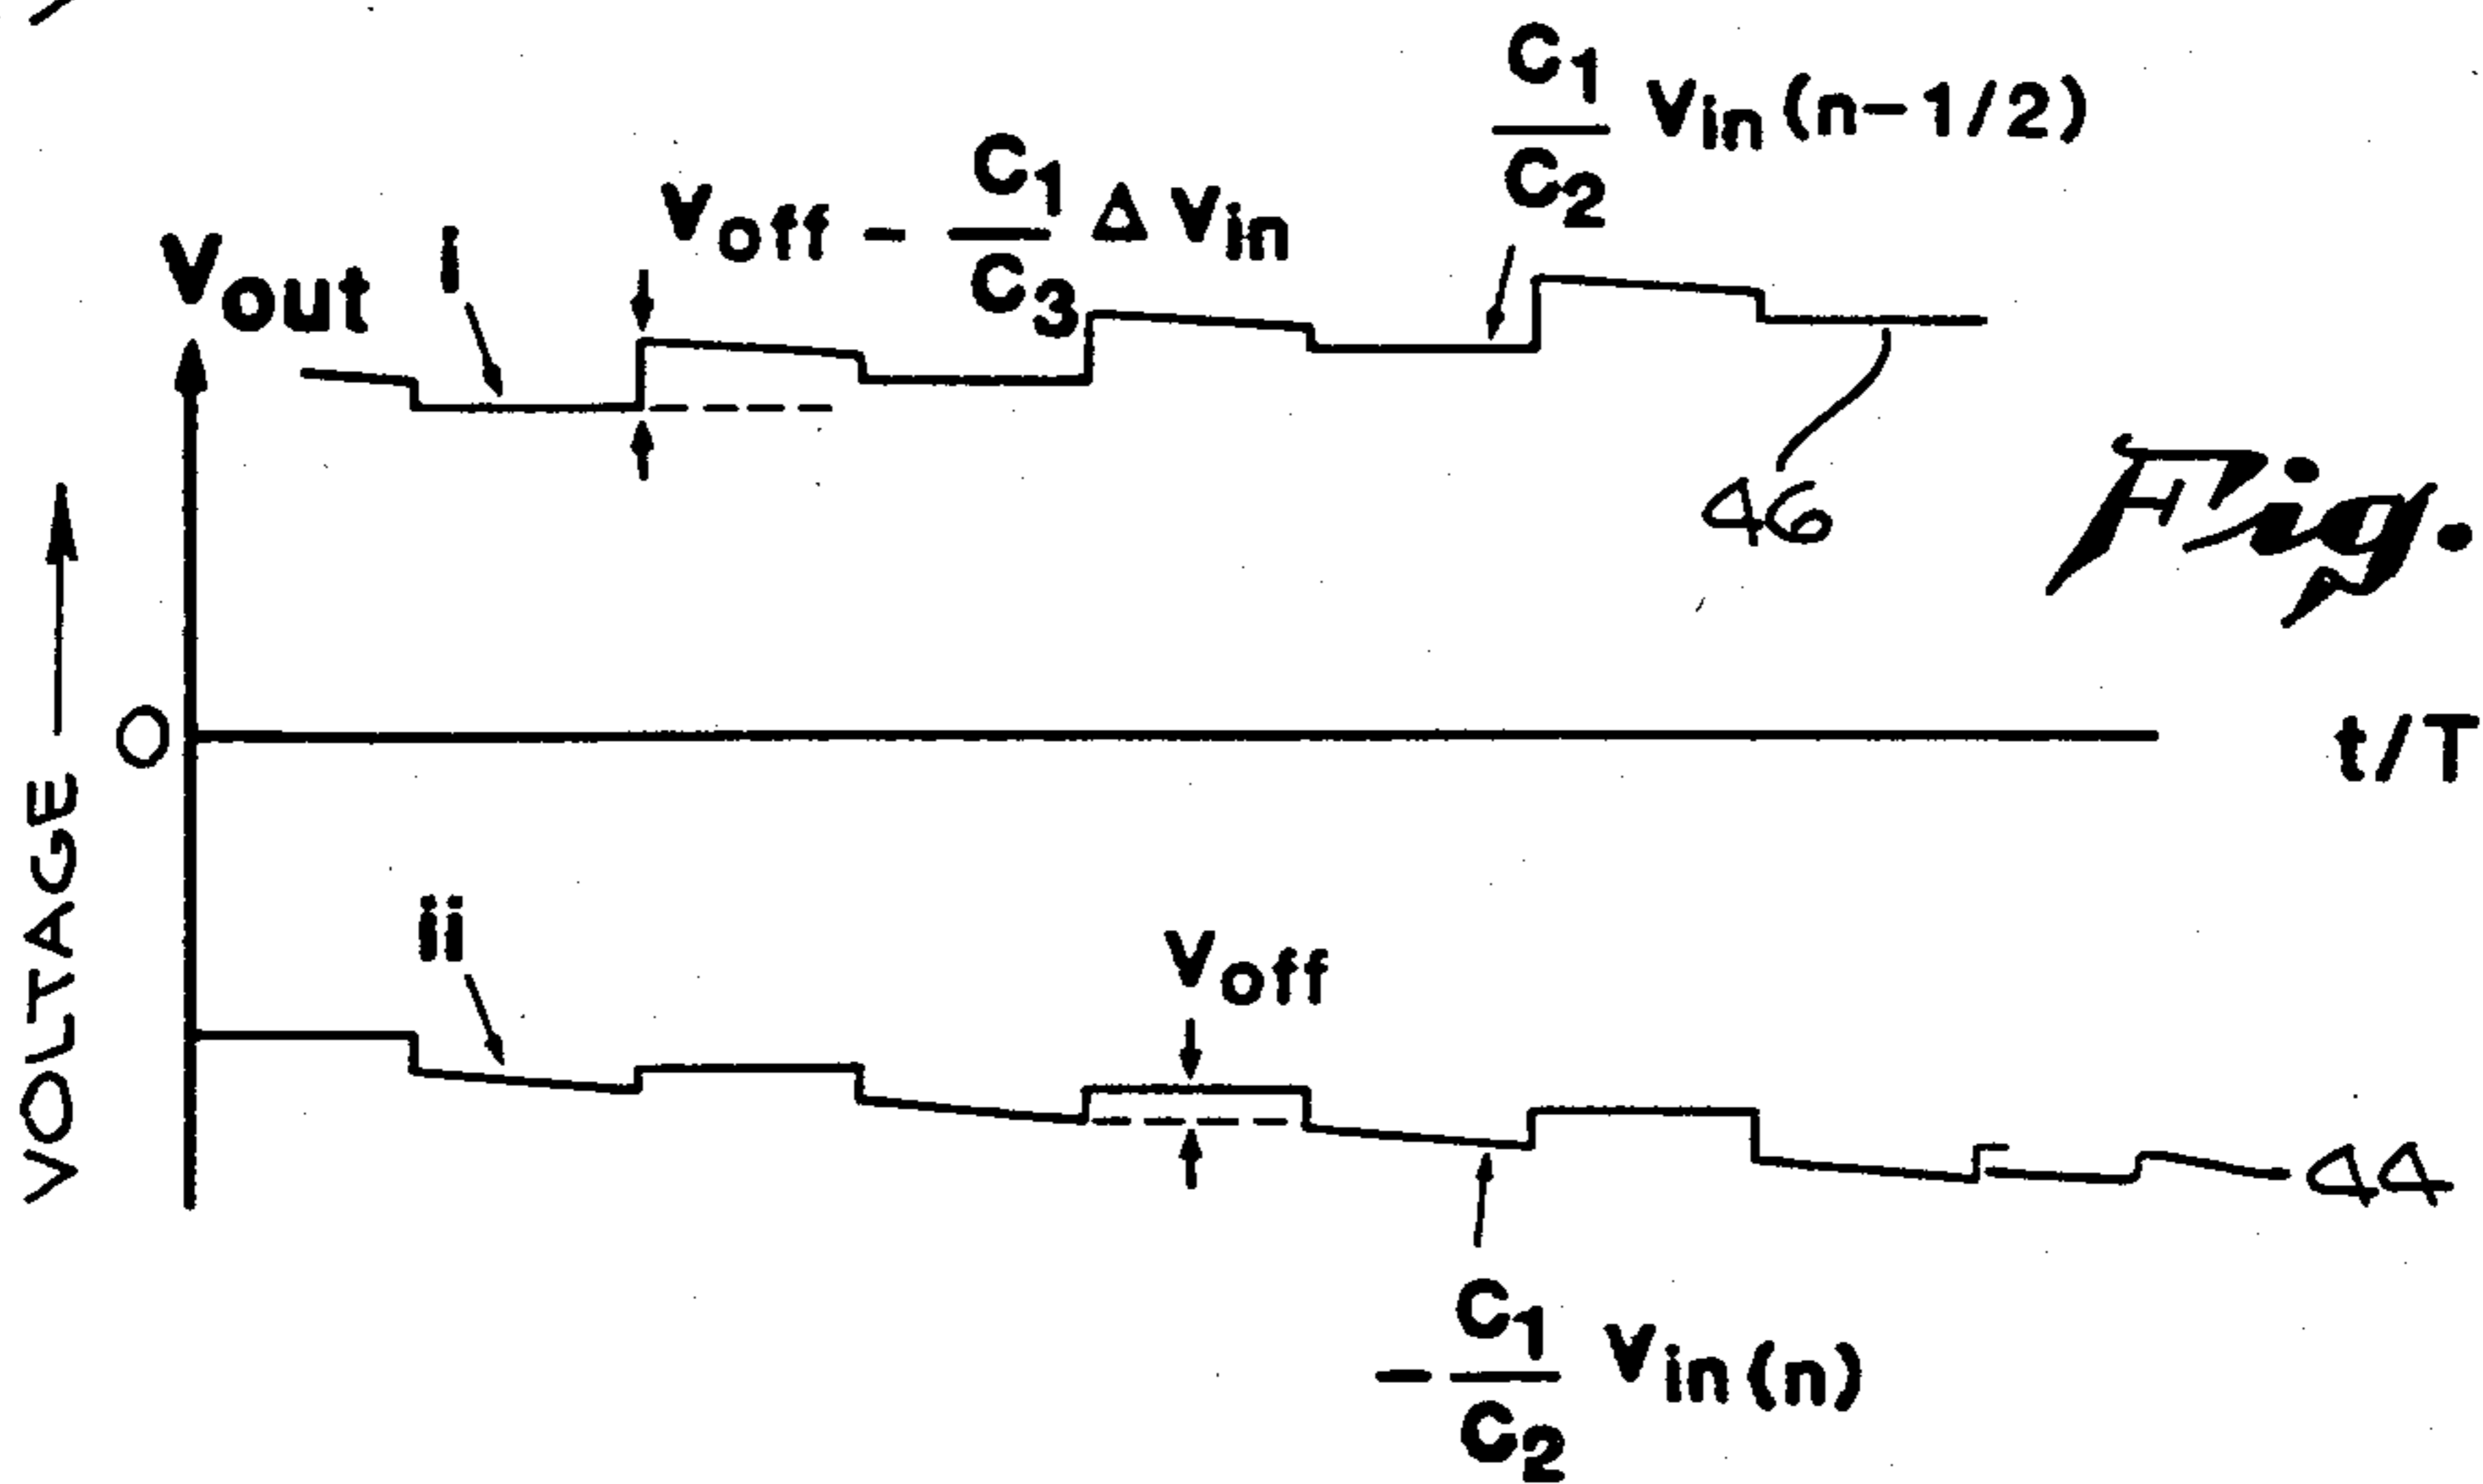 C1/C2 Vin(n-1/2)
Voff - C1/C3 Δ Vin
Vout
i
46
Fig.
VOLTAGE
0
t/T
ii
Voff
44
- C1/C2 Vin(n)